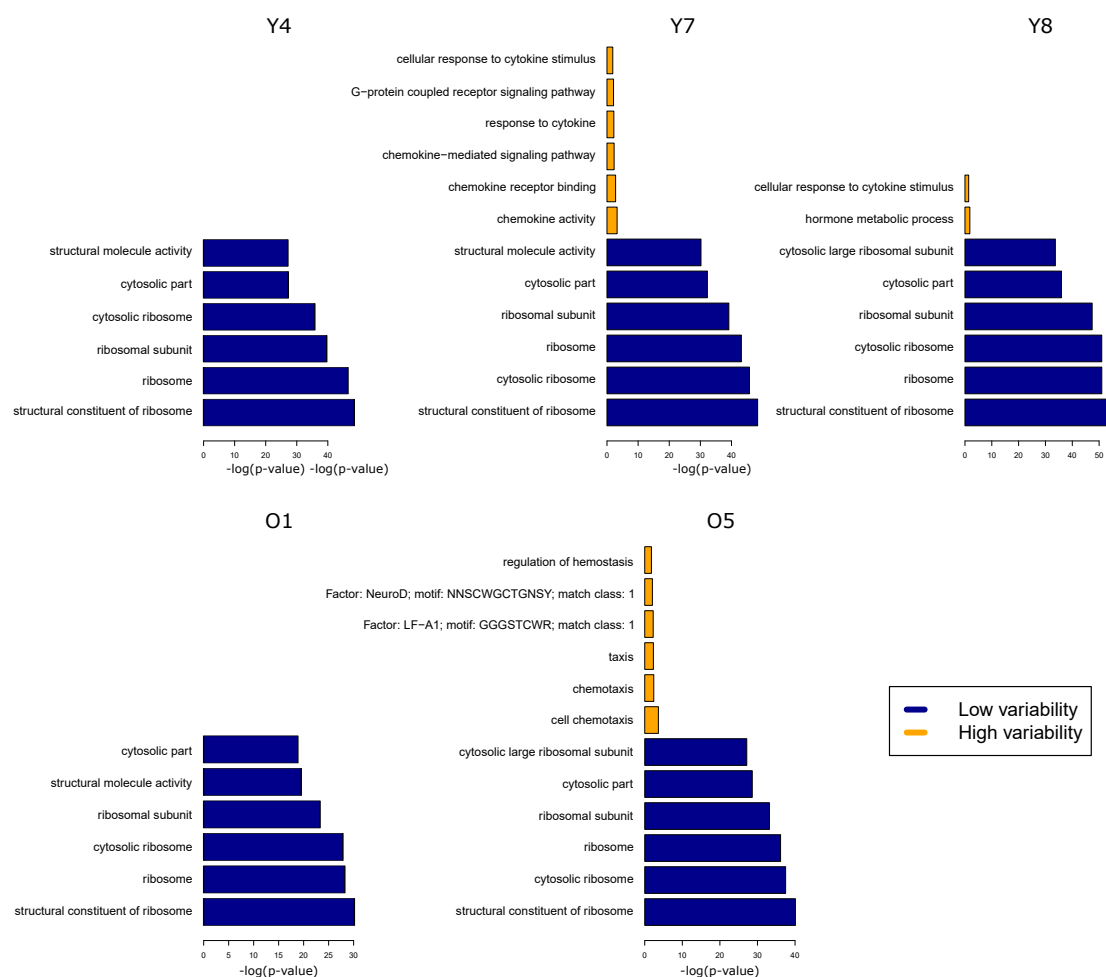 Y4
structural molecule activity
cytosolic part
cytosolic ribosome
ribosomal subunit
ribosome
structural constituent of ribosome
0 10 20 30 40
-log(p-value) -log(p-value)
Y7
cellular response to cytokine stimulus
G−protein coupled receptor signaling pathway
response to cytokine
chemokine−mediated signaling pathway
chemokine receptor binding
chemokine activity
structural molecule activity
cytosolic part
ribosomal subunit
ribosome
cytosolic ribosome
structural constituent of ribosome
0 10 20 30 40
-log(p-value)
Y8
cellular response to cytokine stimulus
hormone metabolic process
cytosolic large ribosomal subunit
cytosolic part
ribosomal subunit
cytosolic ribosome
ribosome
structural constituent of ribosome
0 10 20 30 40 50
O1
cytosolic part
structural molecule activity
ribosomal subunit
cytosolic ribosome
ribosome
structural constituent of ribosome
0 5 10 15 20 25 30
-log(p-value)
O5
regulation of hemostasis
Factor: NeuroD; motif: NNSCWGCTGNSY; match class: 1
Factor: LF−A1; motif: GGGSTCWR; match class: 1
taxis
chemotaxis
cell chemotaxis
cytosolic large ribosomal subunit
cytosolic part
ribosomal subunit
ribosome
cytosolic ribosome
structural constituent of ribosome
0 10 20 30 40
-log(p-value)
Low variability
High variability